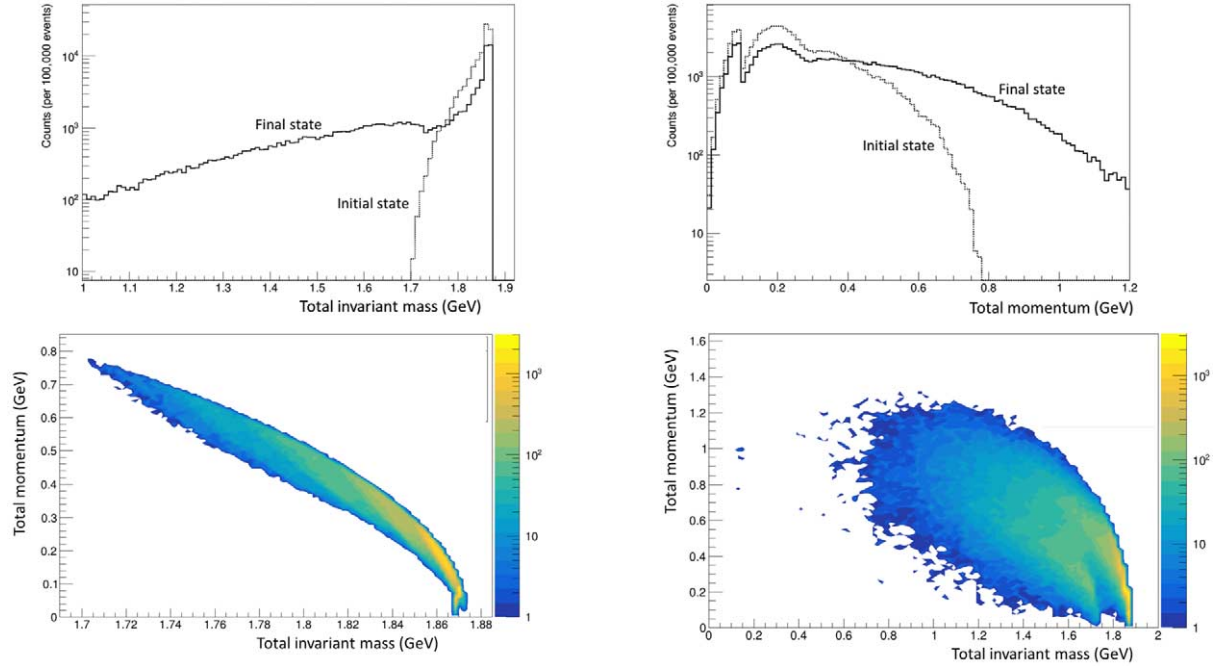 Counts (per 100,000 events)
10^4
10^3
10^2
10
Final state
Initial state
1 1.1 1.2 1.3 1.4 1.5 1.6 1.7 1.8 1.9
Total invariant mass (GeV)
Counts (per 100,000 events)
10^3
10^2
10
Final state
Initial state
0 0.2 0.4 0.6 0.8 1 1.2
Total momentum (GeV)
Total momentum (GeV)
0.8
0.7
0.6
0.5
0.4
0.3
0.2
0.1
0
1.7 1.72 1.74 1.76 1.78 1.8 1.82 1.84 1.86 1.88
Total invariant mass (GeV)
10^3
10^2
10
1
Total momentum (GeV)
1.6
1.4
1.2
1
0.8
0.6
0.4
0.2
0
0 0.2 0.4 0.6 0.8 1 1.2 1.4 1.6 1.8 2
Total invariant mass (GeV)
10^3
10^2
10
1